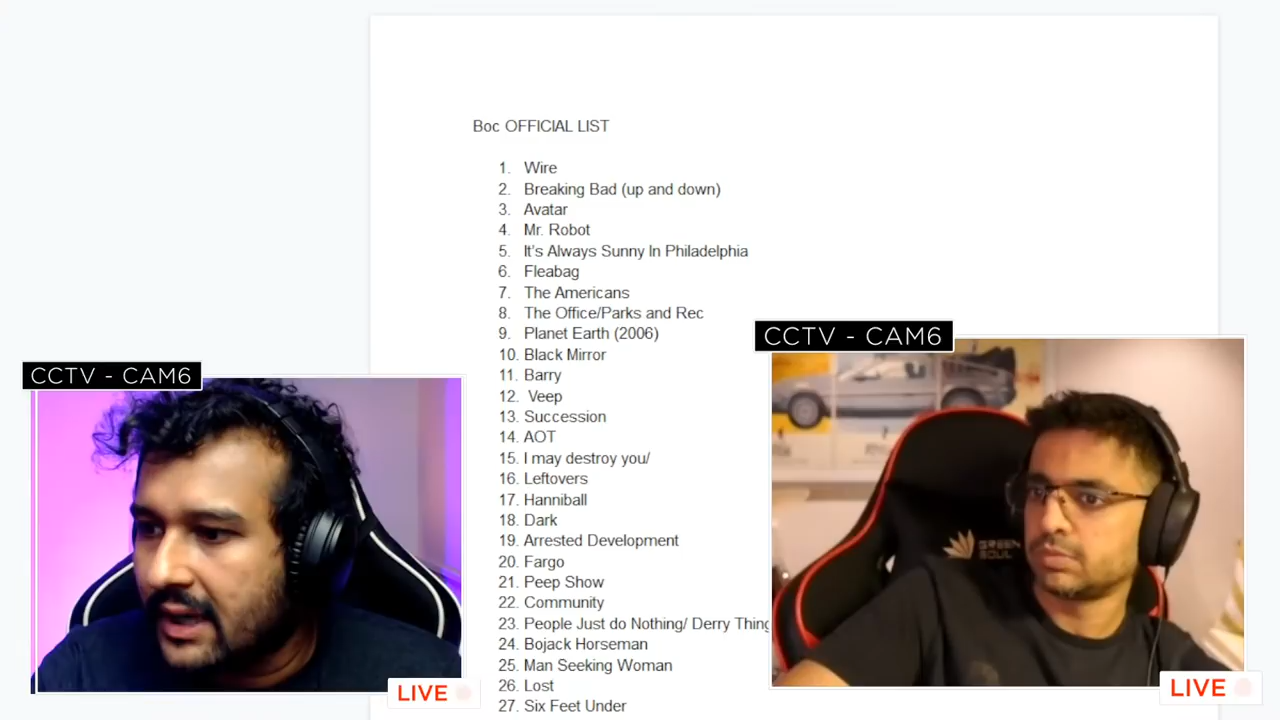 Boc OFFICIAL LIST
1. Wire
2. Breaking Bad (up and down)
3. Avatar
4. Mr. Robot
5. It's Always Sunny In Philadelphia
6. Fleabag
7. The Americans
8. The Office/Parks and Rec
9. Planet Earth (2006)
10. Black Mirror
11. Barry
12. Veep
13. Succession
14. AOT
15. I may destroy you/
16. Leftovers
17. Hanniball
18. Dark
19. Arrested Development
20. Fargo
21. Peep Show
22. Community
23. People Just do Nothing/ Derry Thing
24. Bojack Horseman
25. Man Seeking Woman
26. Lost
27. Six Feet Under
CCTV - CAM6
LIVE
CCTV - CAM6
GREEN
SOUL
LIVE